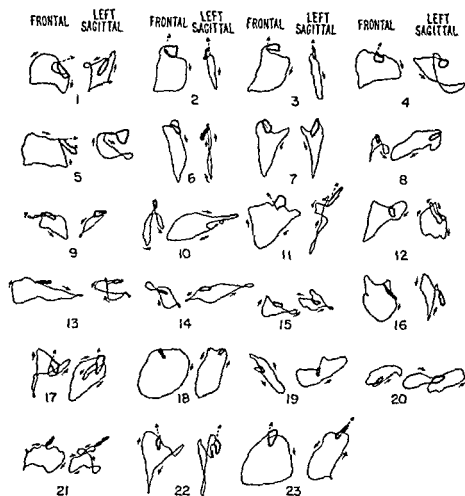 FRONTAL LEFT SAGITTAL FRONTAL LEFT SAGITTAL FRONTAL LEFT SAGITTAL FRONTAL LEFT SAGITTAL
1 2 3 4
5 6 7 8
9 10 11 12
13 14 15 16
17 18 19 20
21 22 23